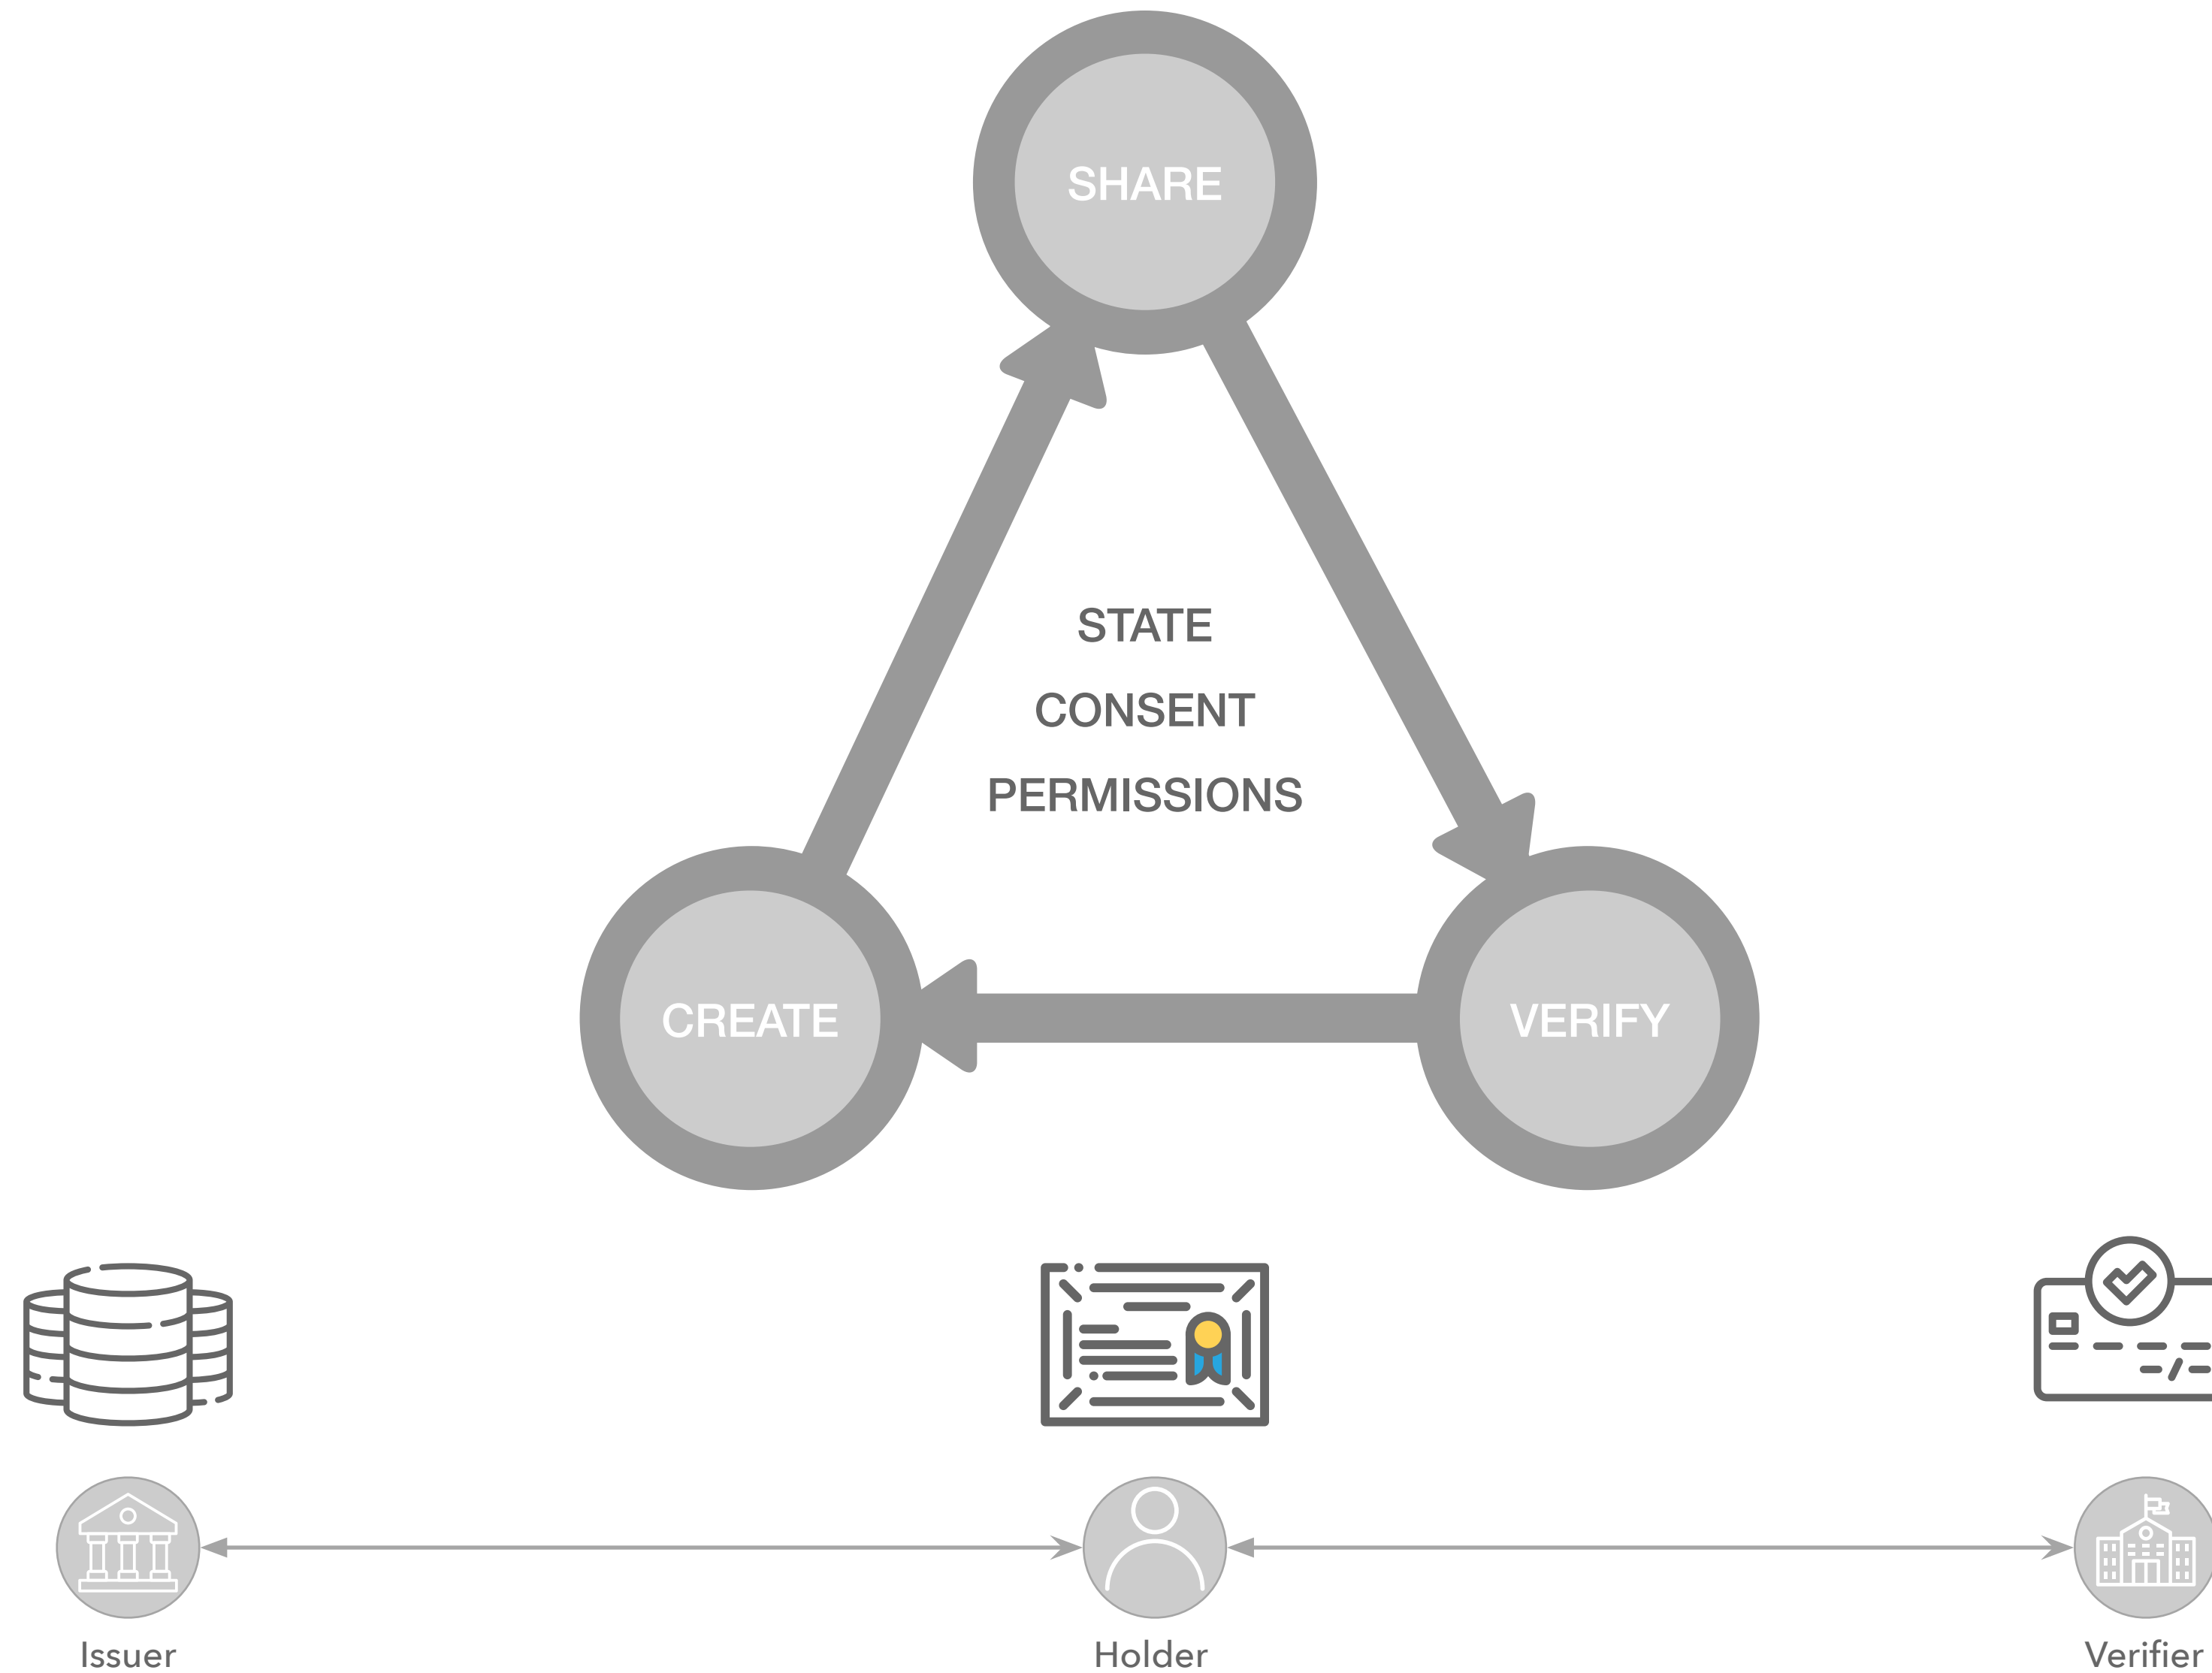 SHARE
STATE
CONSENT
PERMISSIONS
CREATE
VERIFY
Issuer
Holder
Verifier